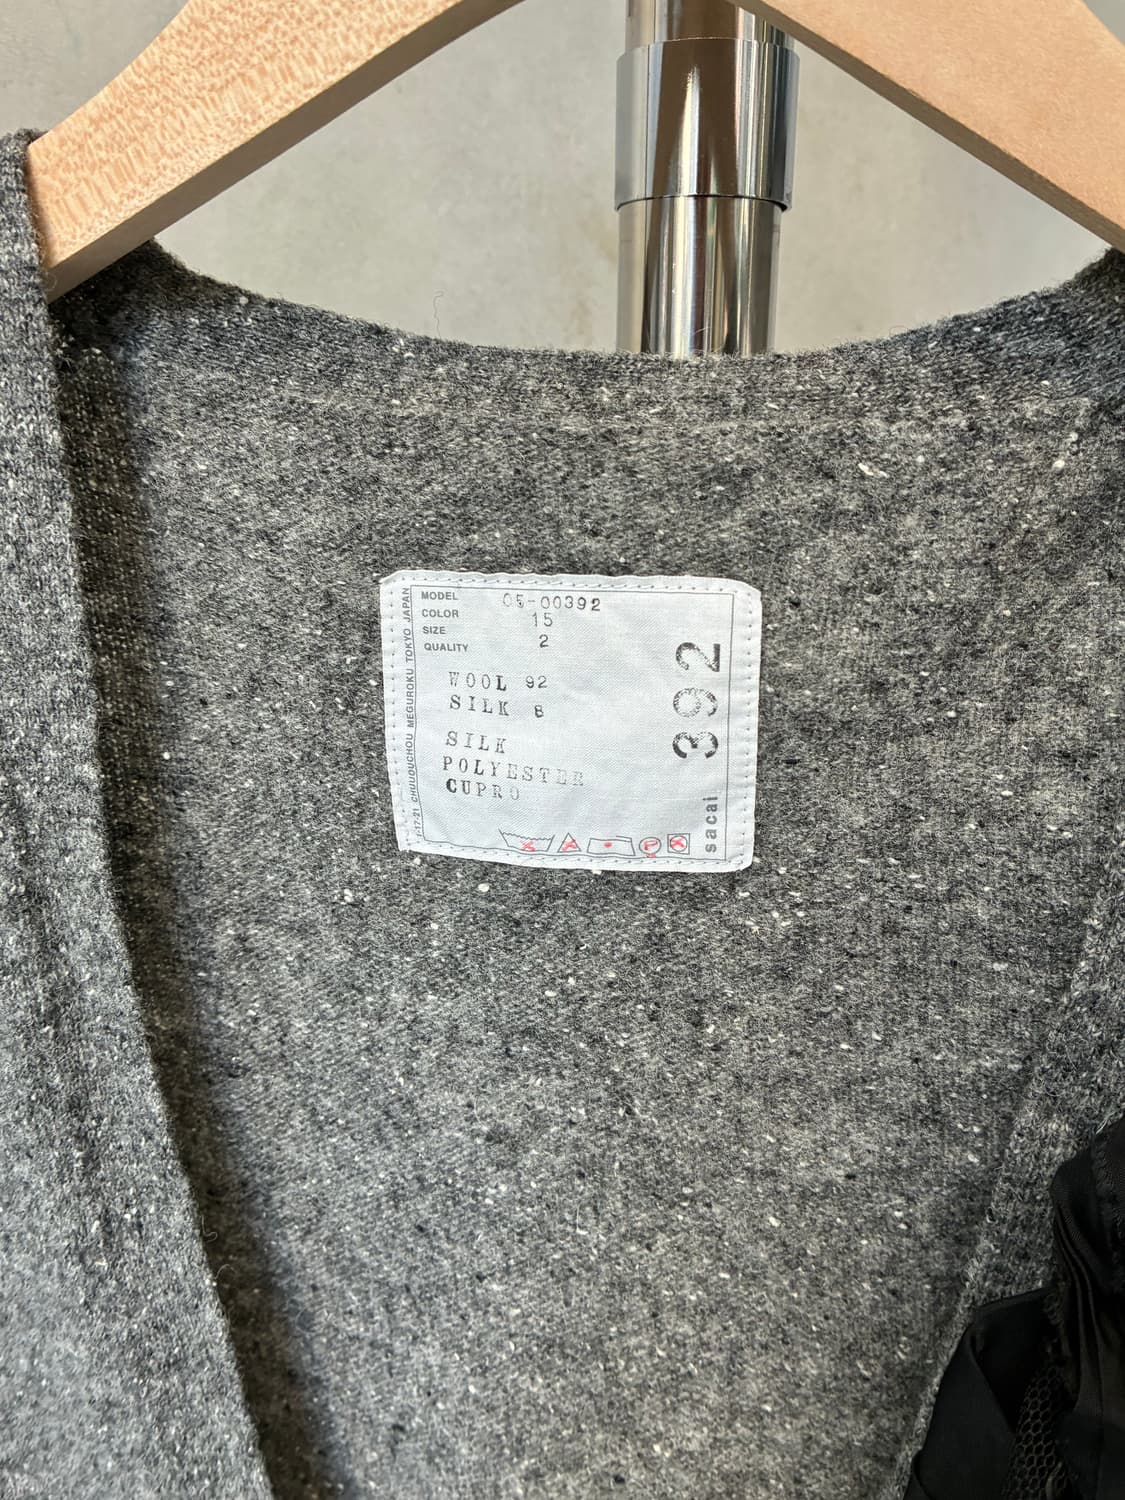 MODEL 05-00392
COLOR 15
SIZE 2
QUALITY
WOOL 92
SILK 8
SILK
POLYESTER
CUPRO
392
sacai
MEGUROKU TOKYO JAPAN
P